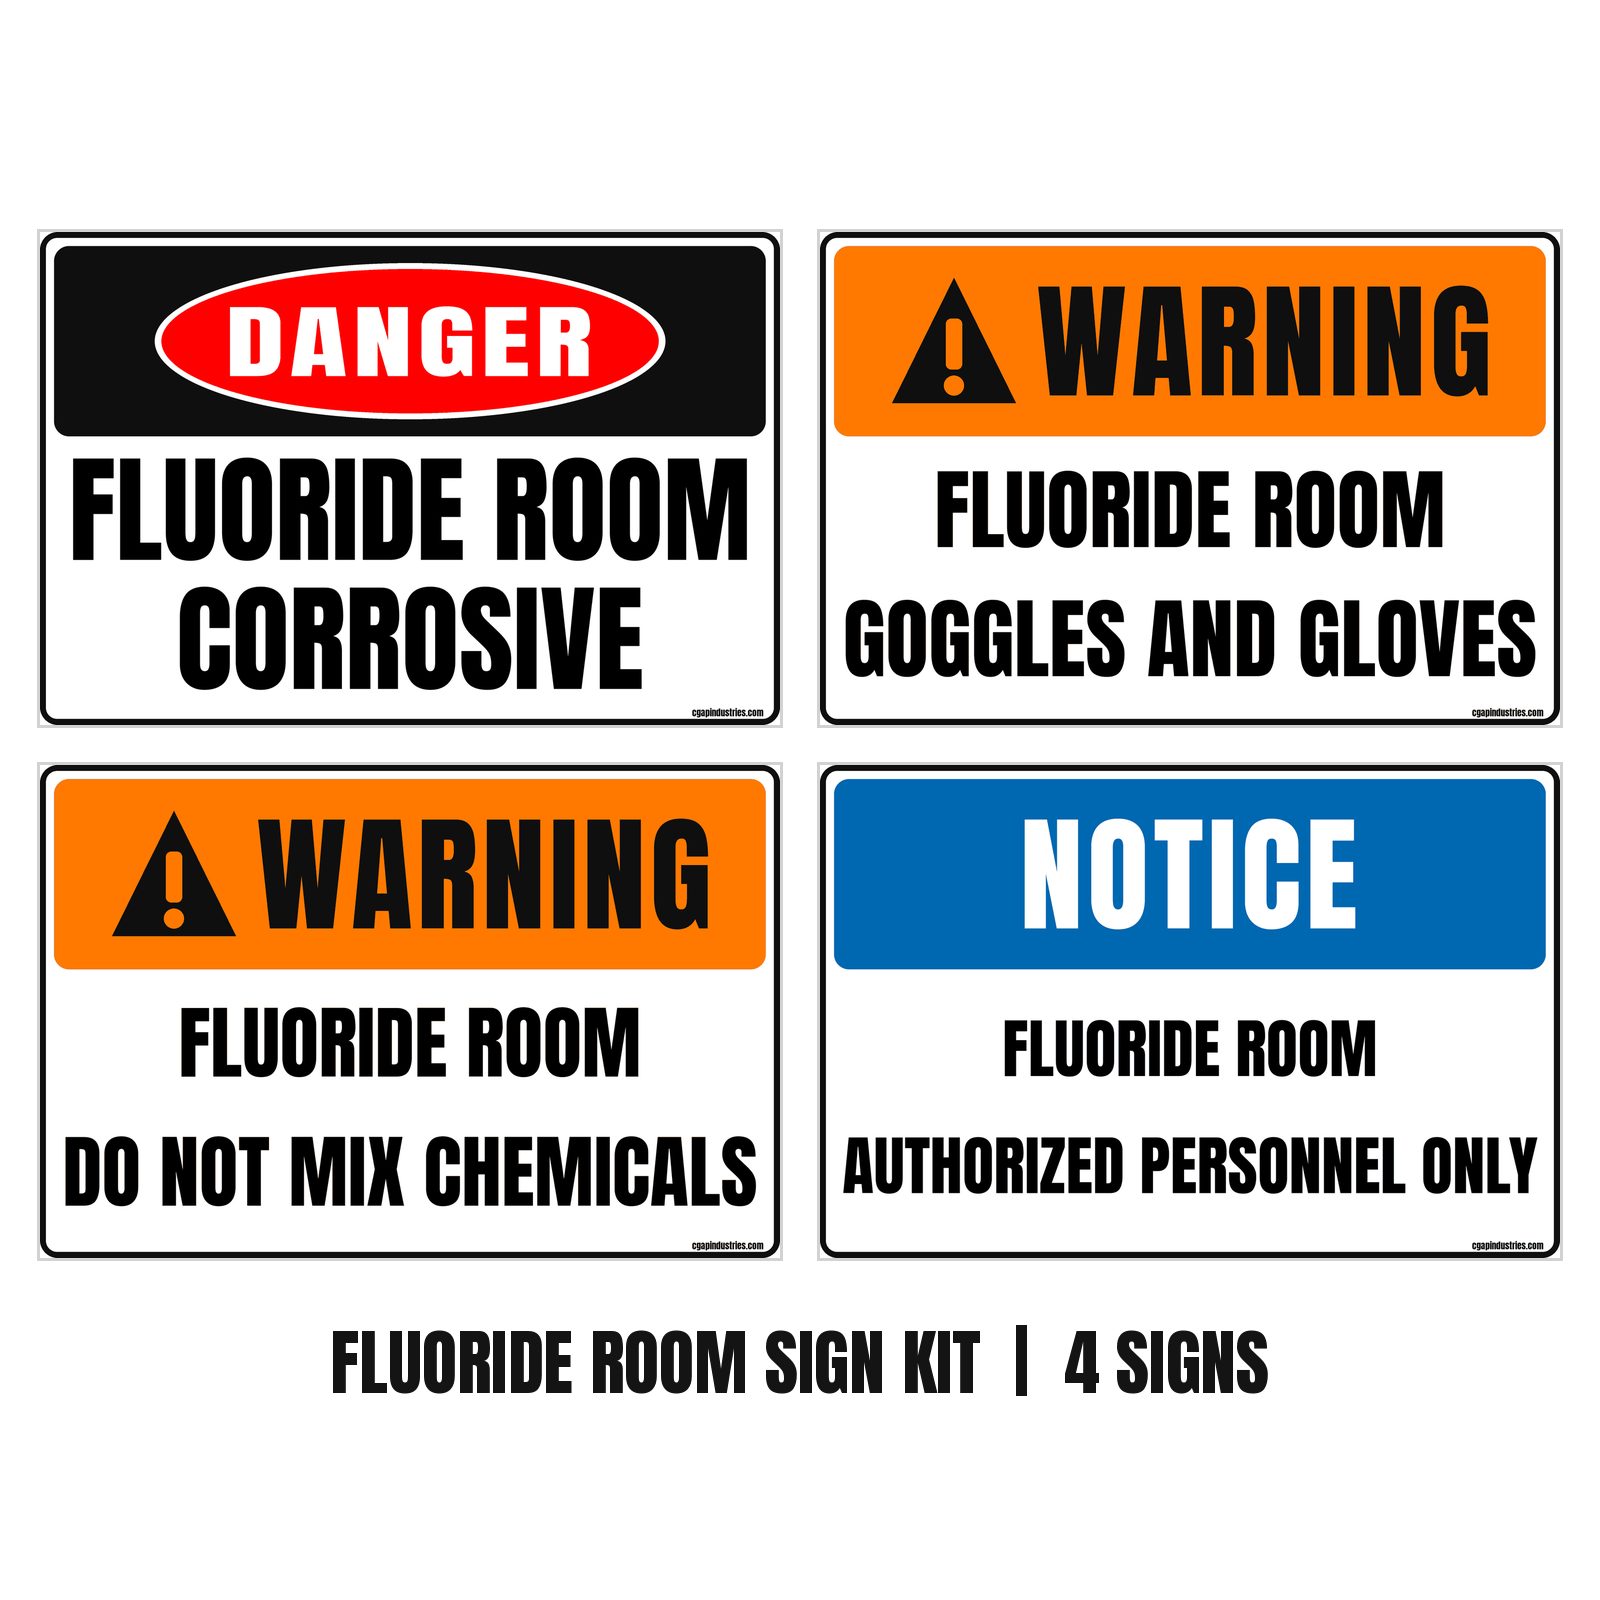 DANGER
FLUORIDE ROOM
CORROSIVE
cgapindustries.com
WARNING
FLUORIDE ROOM
GOGGLES AND GLOVES
cgapindustries.com
WARNING
FLUORIDE ROOM
DO NOT MIX CHEMICALS
cgapindustries.com
NOTICE
FLUORIDE ROOM
AUTHORIZED PERSONNEL ONLY
cgapindustries.com
FLUORIDE ROOM SIGN KIT | 4 SIGNS